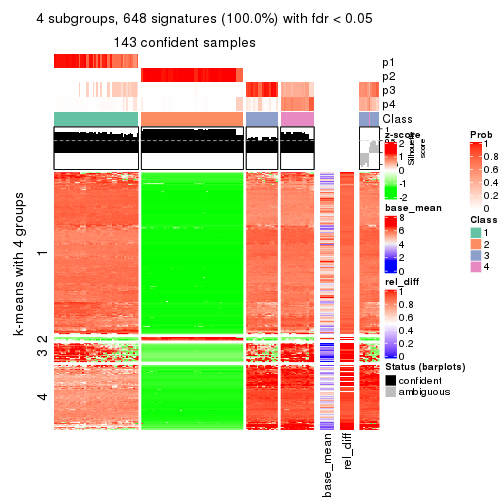 4 subgroups, 648 signatures (100.0%) with fdr < 0.05
143 confident samples
p1
p2
p3
p4
Class
1
Silhouette
score
z-score
2
1
0
-1
-2
base_mean
8
6
4
2
0
rel_diff
1
0.8
0.6
0.4
0.2
0
Prob
1
0.8
0.6
0.4
0.2
0
Class
1
2
3
4
Status (barplots)
confident
ambiguous
k-means with 4 groups
1
2
3
4
base_mean
rel_diff